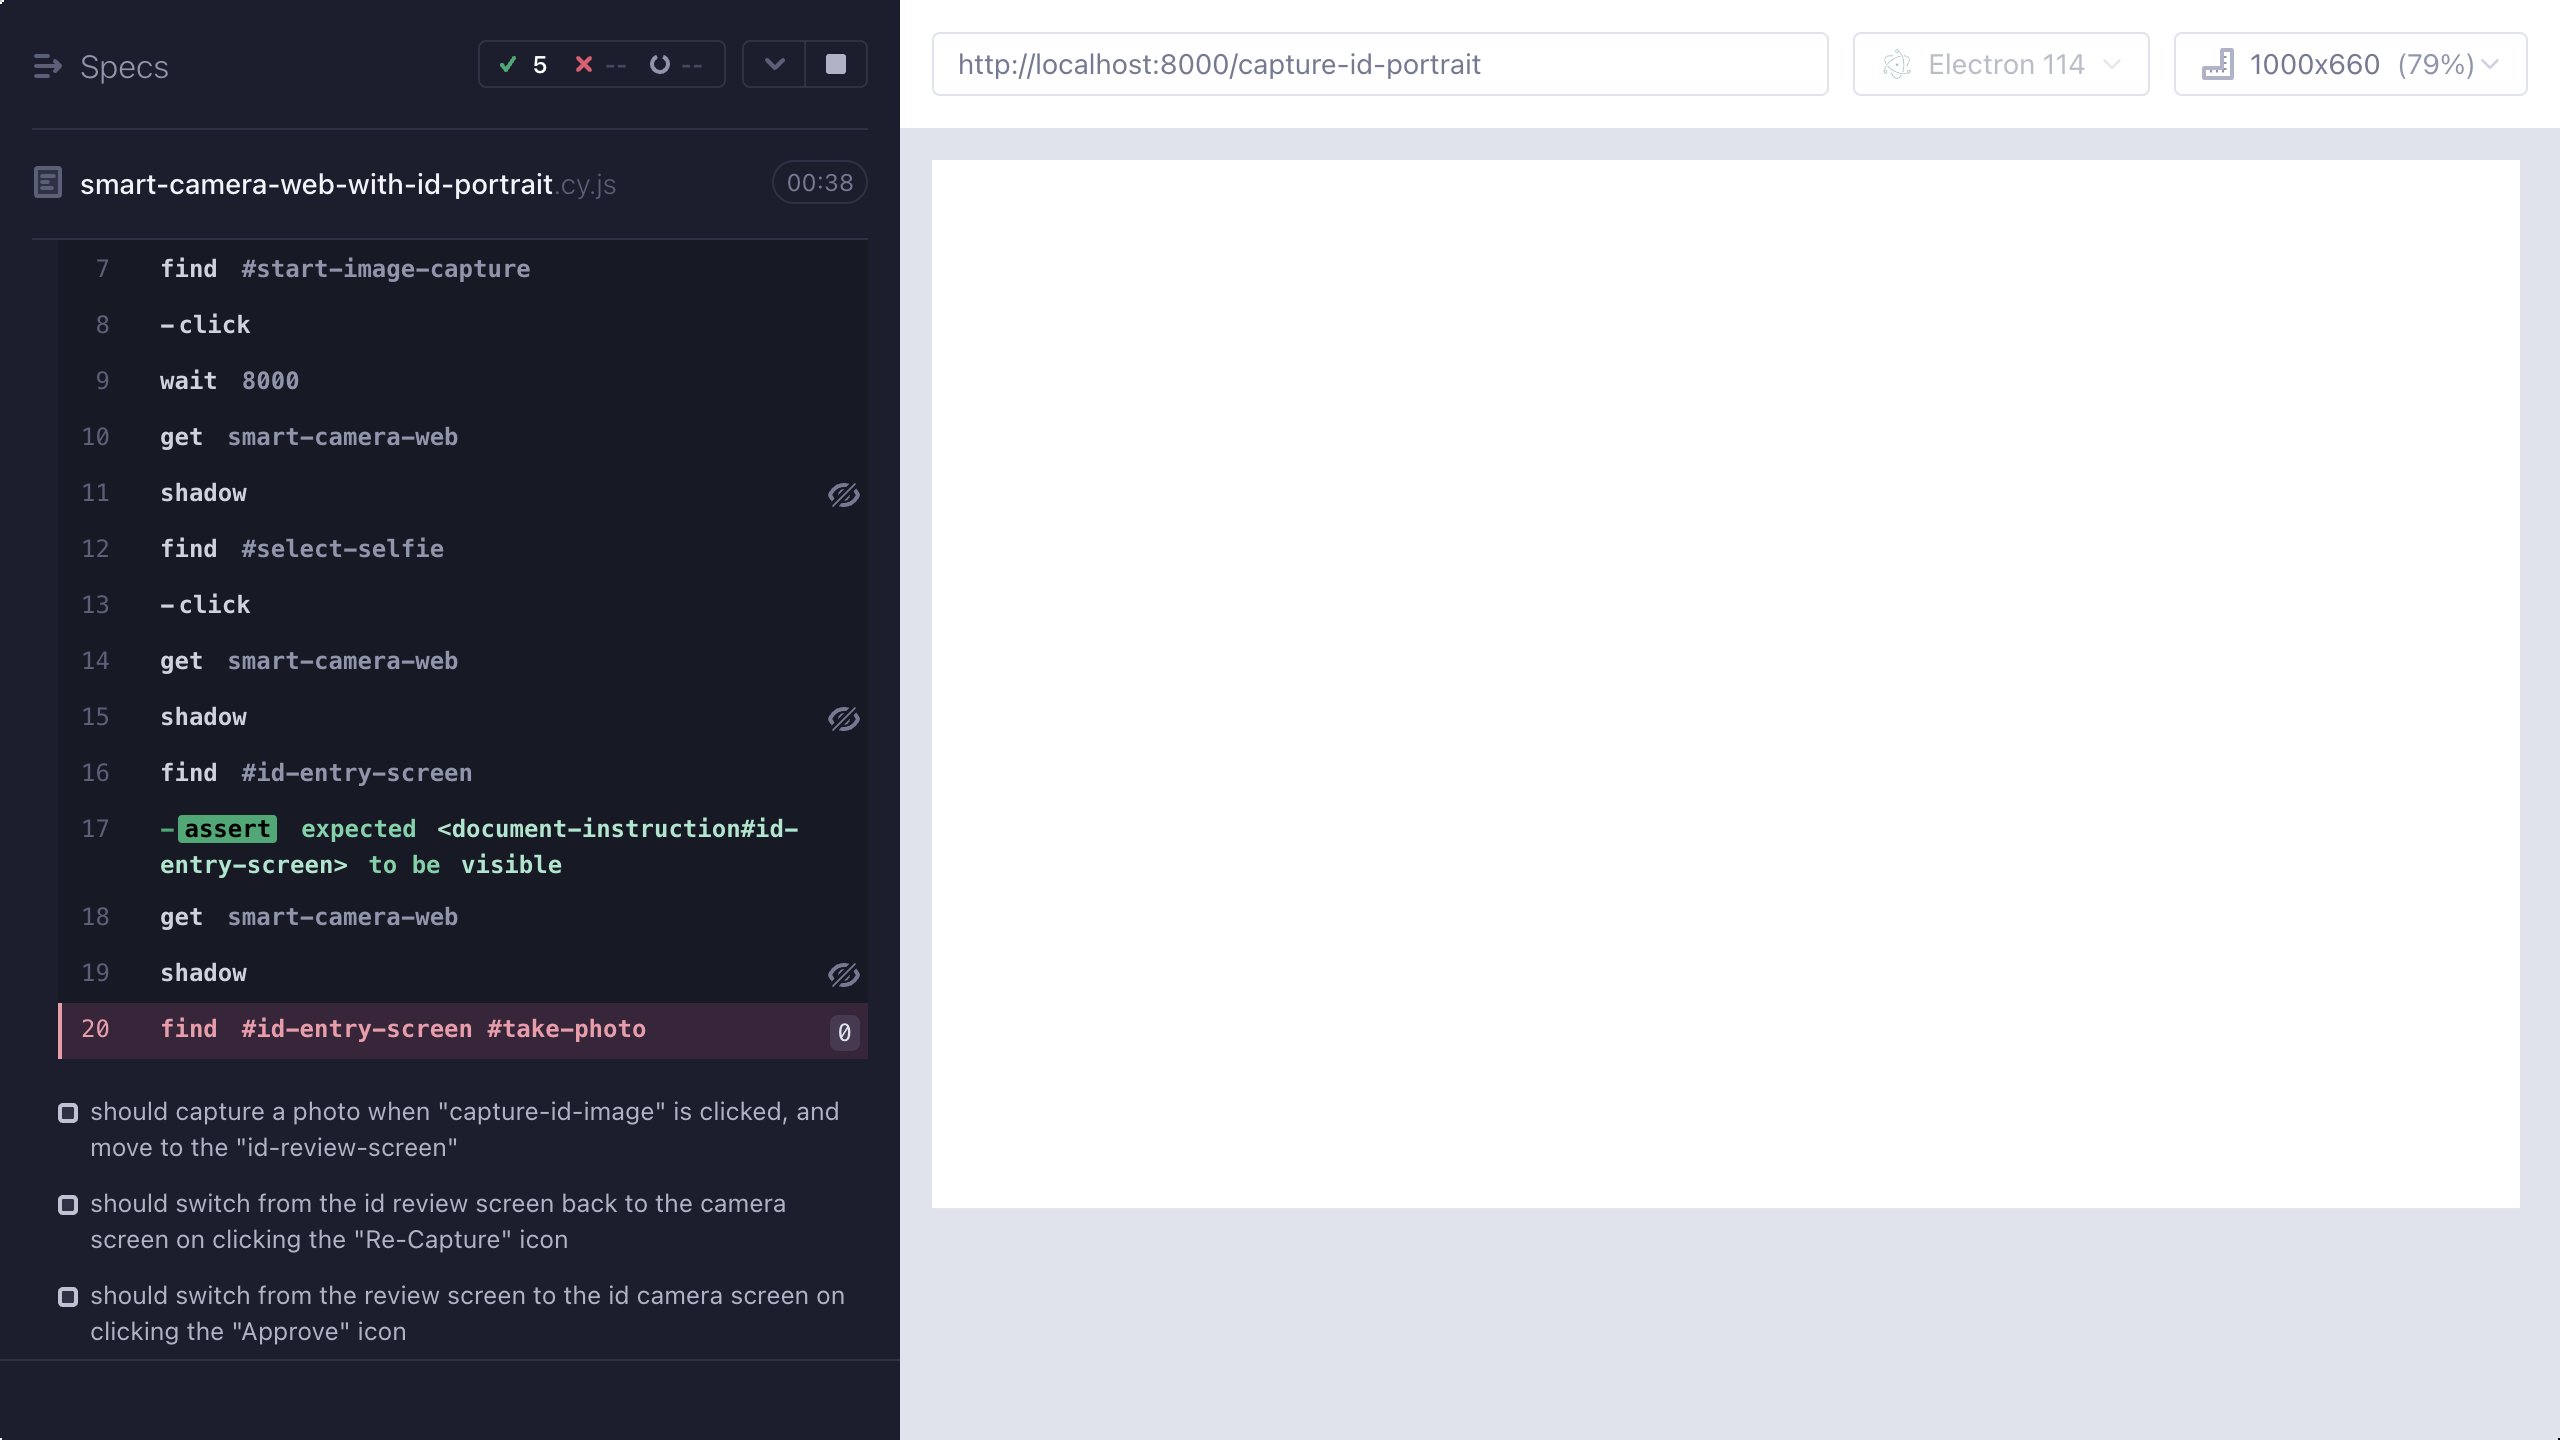 Specs
5 -- --
smart-camera-web-with-id-portrait.cy.js 00:38
7 find #start-image-capture
8 -click
9 wait 8000
10 get smart-camera-web
11 shadow
12 find #select-selfie
13 -click
14 get smart-camera-web
15 shadow
16 find #id-entry-screen
17 -assert expected <document-instruction#id-
entry-screen> to be visible
18 get smart-camera-web
19 shadow
20 find #id-entry-screen #take-photo 0
should capture a photo when "capture-id-image" is clicked, and
move to the "id-review-screen"
should switch from the id review screen back to the camera
screen on clicking the "Re-Capture" icon
should switch from the review screen to the id camera screen on
clicking the "Approve" icon
http://localhost:8000/capture-id-portrait
Electron 114
1000x660 (79%)